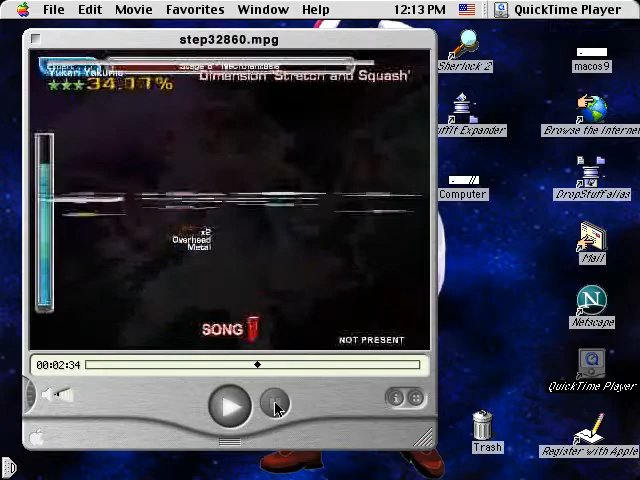 File Edit Movie Favorites Window Help 12:13 PM QuickTime Player
step32860.mpg
Yukari Yakumo
★★★34.17%
Dimension 'Stretch and Squash'
x2
Overhead
Metal
SONG
NOT PRESENT
00:02:34
Sherlock 2
macos9
Browse the Internet
Computer
DropStuff alias
Mail
Netscape
QuickTime Player
Trash
Register with Apple